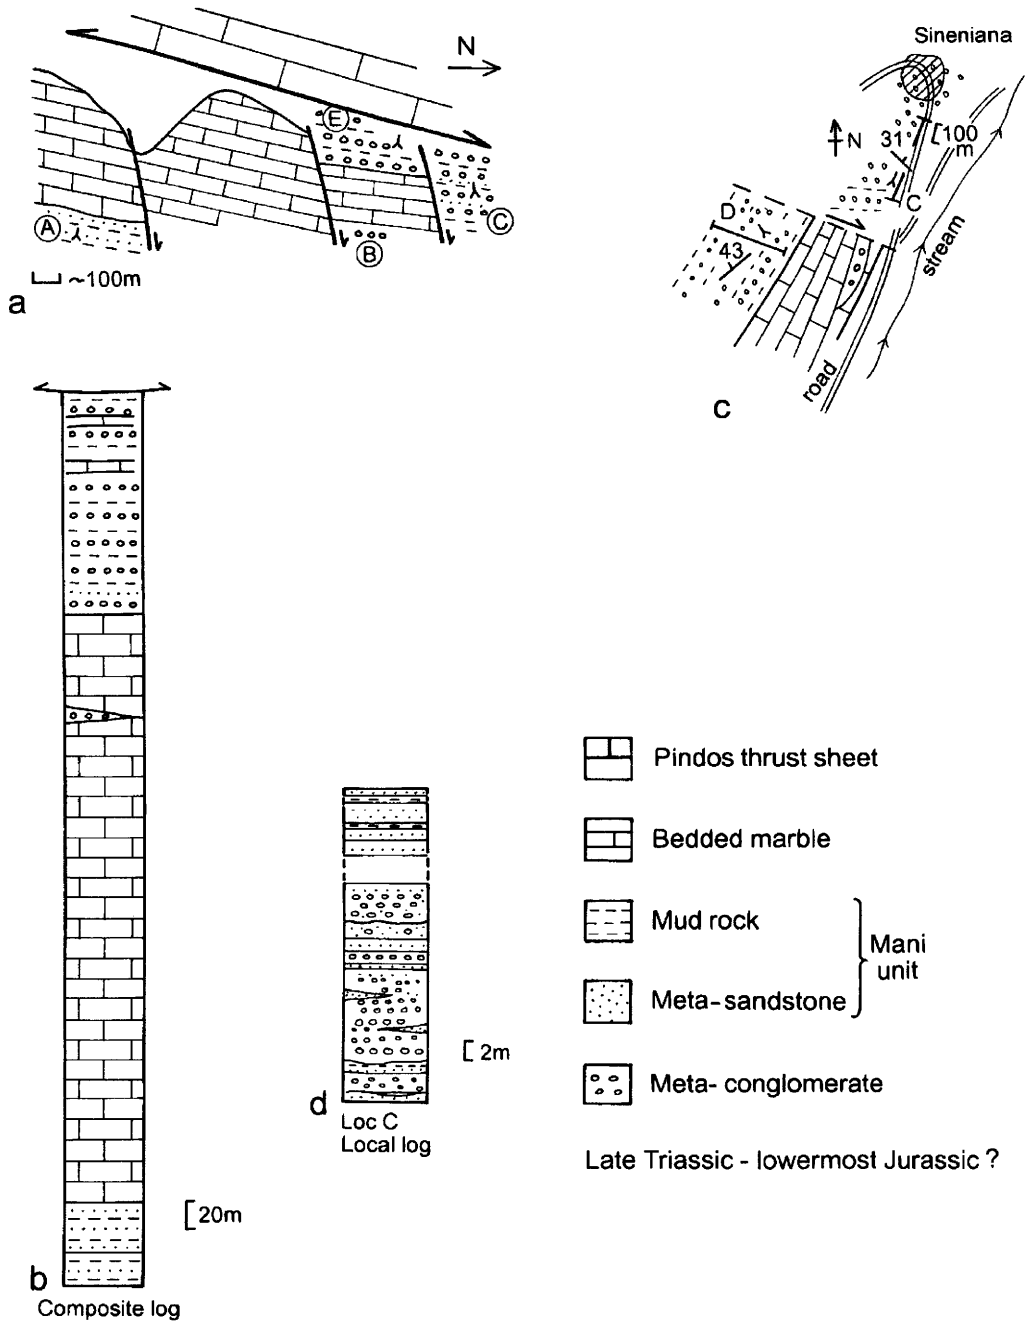 N
E
A
B
C
~100m
a
Sineniana
N
31
100
m
C
D
43
stream
road
c
20m
b
Composite log
2m
d
Loc C
Local log
Pindos thrust sheet
Bedded marble
Mud rock
Mani
unit
Meta-sandstone
Meta-conglomerate
Late Triassic - lowermost Jurassic ?